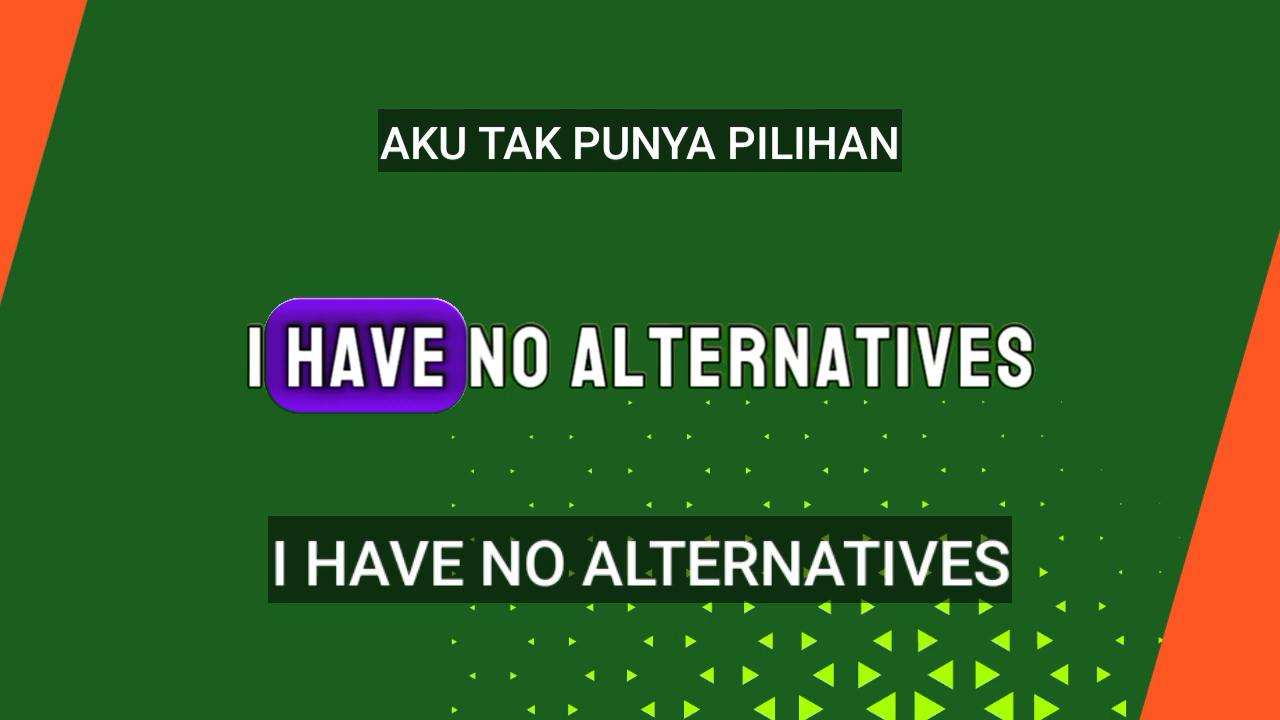 AKU TAK PUNYA PILIHAN
I HAVE NO ALTERNATIVES
I HAVE NO ALTERNATIVES